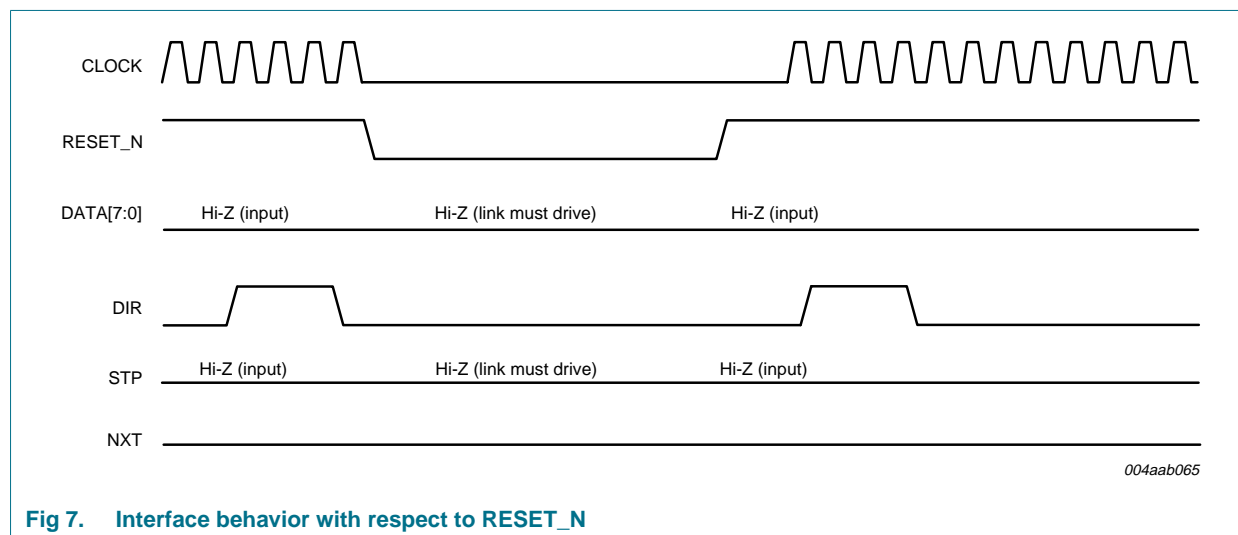 CLOCK
RESET_N
DATA[7:0] Hi-Z (input) Hi-Z (link must drive) Hi-Z (input)
DIR
STP Hi-Z (input) Hi-Z (link must drive) Hi-Z (input)
NXT
004aab065
Fig 7. Interface behavior with respect to RESET_N